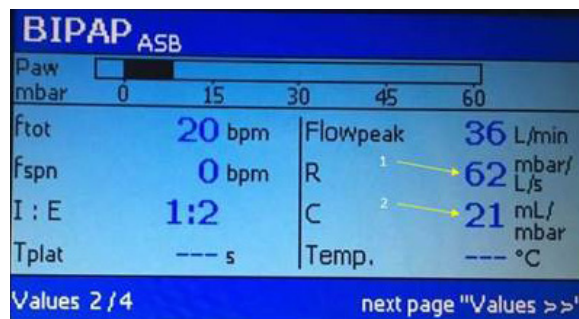 BIPAP ASB
Paw
mbar 0 15 30 45 60
ftot 20 bpm
fspn 0 bpm
I : E 1:2
Tplat --- s
Flowpeak 36 L/min
R 1 62 mbar/L/s
C 2 21 mL/mbar
Temp. --- °C
Values 2/4 next page "Values >>"